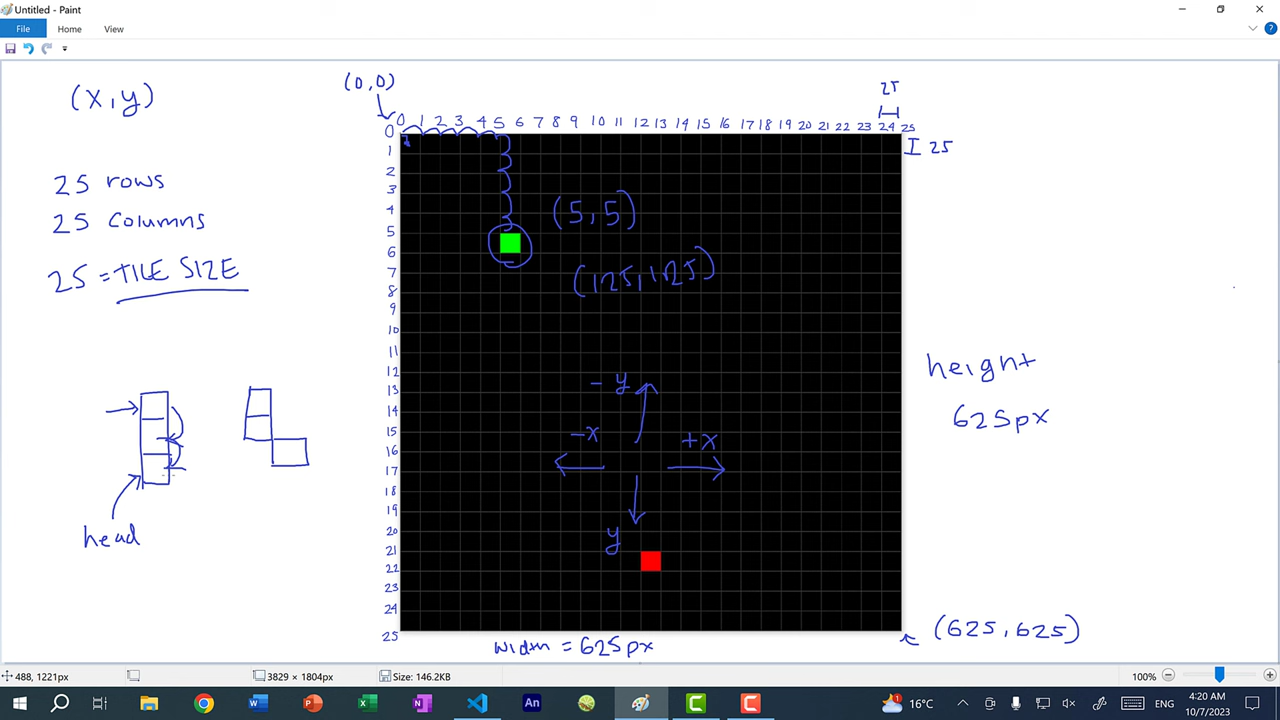 Untitled - Paint
File Home View
(0,0)
(x,y)
25
0 1 2 3 4 5 6 7 8 9 10 11 12 13 14 15 16 17 18 19 20 21 22 23 24 25
25
0
1
2
3
4
5
6
7
8
9
10
11
12
13
14
15
16
17
18
19
20
21
22
23
24
25
25 rows
25 columns
25 = TILE SIZE
(5,5)
(125,125)
-y
-x +x
y
height
625px
head
(625,625)
width = 625px
488, 1221px
3829 × 1804px
Size: 146.2KB
100%
An
1
16°C
4:20 AM
10/7/2023